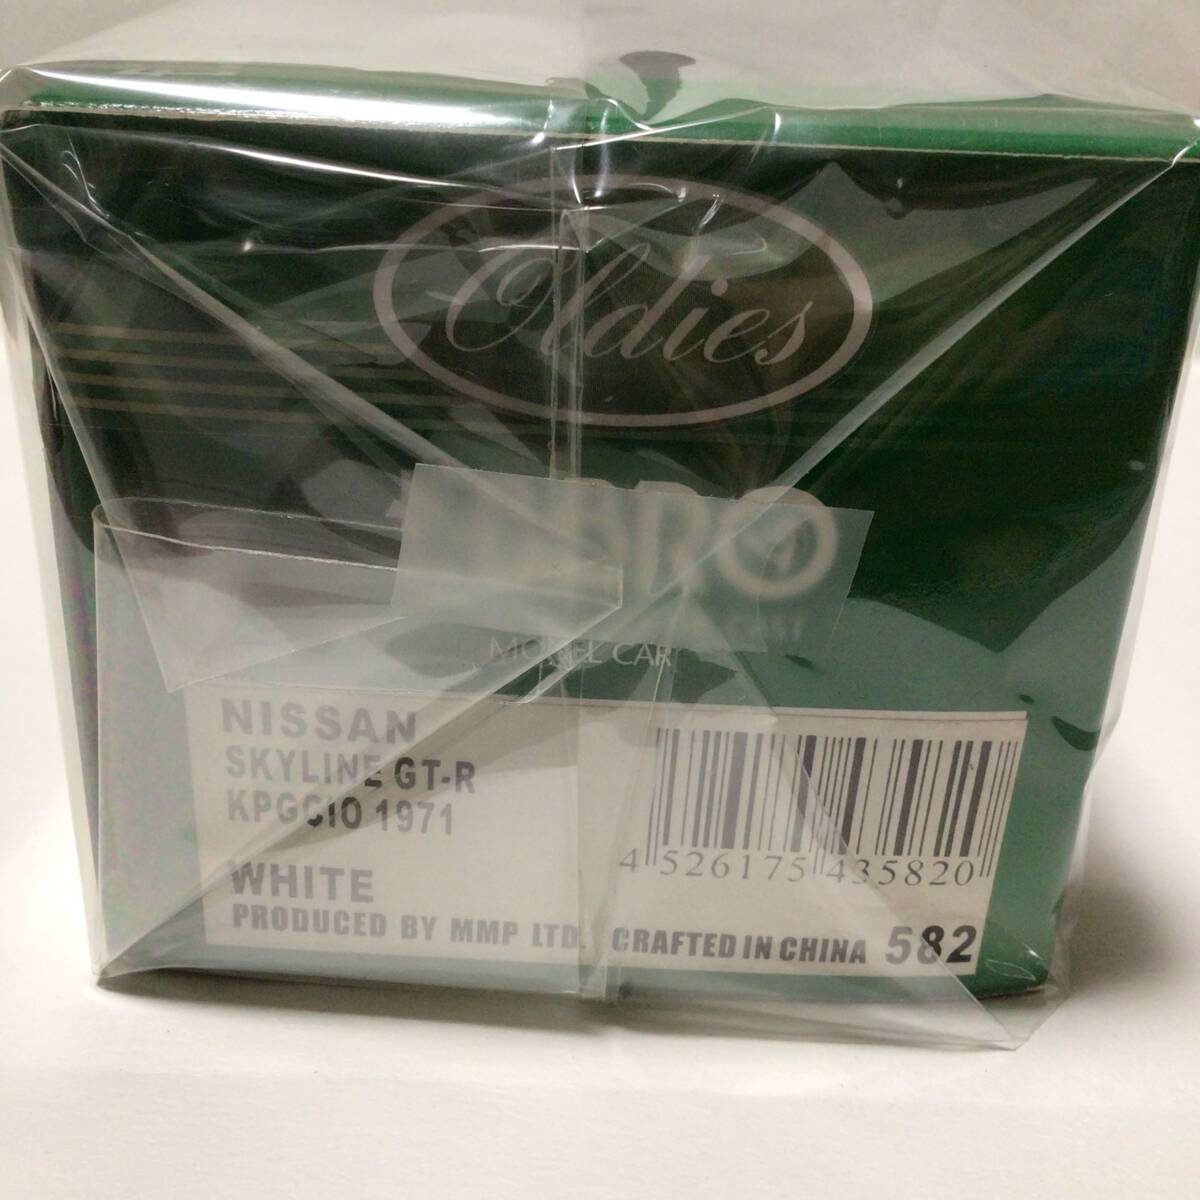 Oldies
MODEL CAR
NISSAN
SKYLINE GT-R
KPGC10 1971
WHITE
4 526175 435820
PRODUCED BY MMP LTD. CRAFTED IN CHINA 582